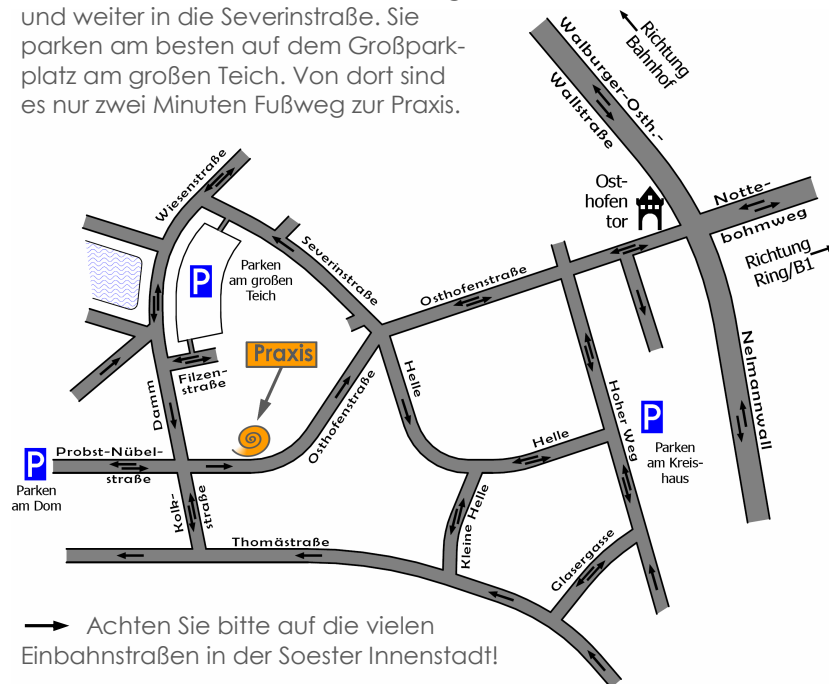 und weiter in die Severinstraße. Sie
parken am besten auf dem Großpark-
platz am großen Teich. Von dort sind
es nur zwei Minuten Fußweg zur Praxis.
Richtung
Bahnhof
Walburger-Osth.-
Wallstraße
Wiesenstraße
Ost-
hofen
tor
Notte-
bohmweg
Richtung
Ring/B1
Severinstraße
P
Parken
am großen
Teich
Osthofenstraße
Praxis
Filzen-
straße
Damm
Helle
Osthofenstraße
Nelmannwall
Hoher Weg
P
Parken
am Kreis-
haus
Helle
P
Parken
am Dom
Probst-Nübel-
straße
Kolk-
straße
Kleine Helle
Thomästraße
Glasergasse
Achten Sie bitte auf die vielen
Einbahnstraßen in der Soester Innenstadt!